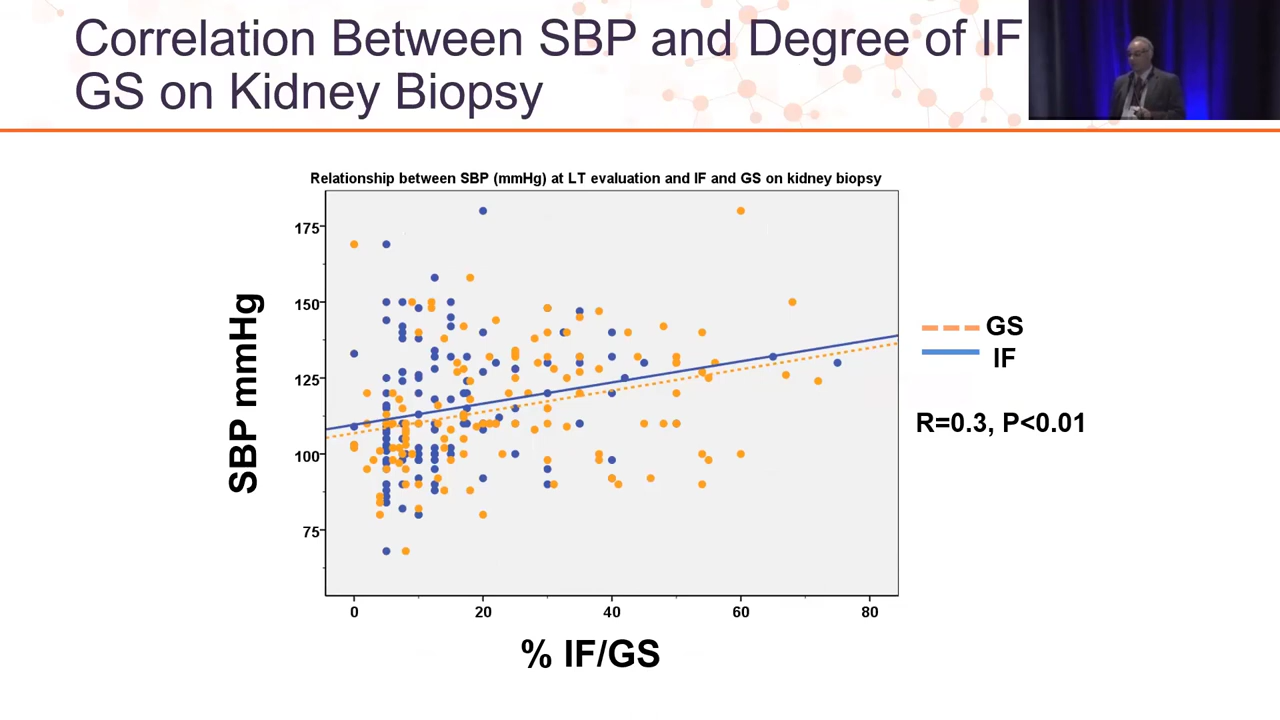 Correlation Between SBP and Degree of IF
GS on Kidney Biopsy
Relationship between SBP (mmHg) at LT evaluation and IF and GS on kidney biopsy
SBP mmHg
175
150
125
100
75
0 20 40 60 80
% IF/GS
GS
IF
R=0.3, P<0.01